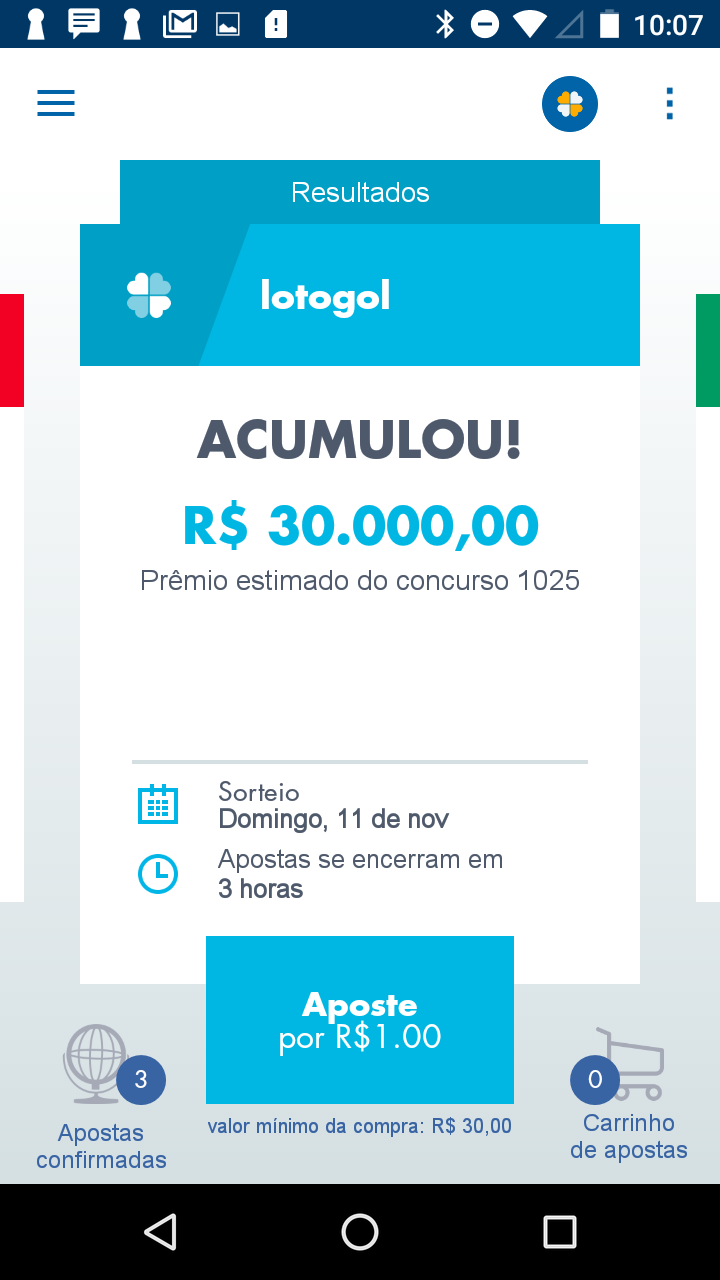 10:07
Resultados
lotogol
ACUMULOU!
R$ 30.000,00
Prêmio estimado do concurso 1025
Sorteio
Domingo, 11 de nov
Apostas se encerram em
3 horas
Aposte
por R$1.00
valor mínimo da compra: R$ 30,00
3
Apostas
confirmadas
0
Carrinho
de apostas